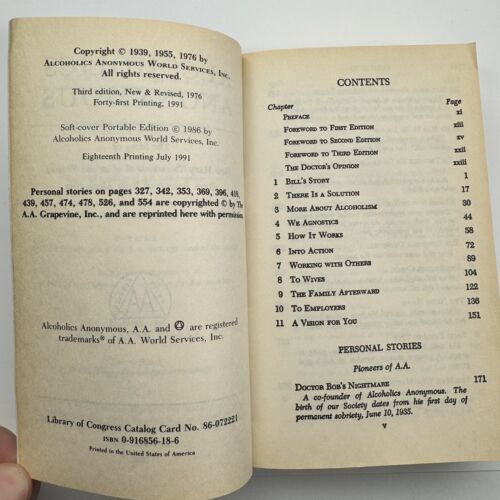 Copyright © 1939, 1955, 1976 by
ALCOHOLICS ANONYMOUS WORLD SERVICES, INC.
All rights reserved.
Third edition, New & Revised, 1976
Forty-first Printing, 1991
Soft-cover Portable Edition © 1986 by
Alcoholics Anonymous World Services, Inc.
Eighteenth Printing July 1991
Personal stories on pages 327, 342, 353, 369, 396, 418,
439, 457, 474, 478, 526, and 554 are copyrighted © by The
A.A. Grapevine, Inc., and are reprinted here with permission.
Alcoholics Anonymous, A.A. and are registered
trademarks® of A.A. World Services, Inc.
Library of Congress Catalog Card No. 86-072221
ISBN 0-916856-18-6
Printed in the United States of America
CONTENTS
Chapter Page
PREFACE xi
FOREWORD TO FIRST EDITION xiii
FOREWORD TO SECOND EDITION xv
FOREWORD TO THIRD EDITION xxii
THE DOCTOR'S OPINION xxiii
1 BILL'S STORY 1
2 THERE IS A SOLUTION 17
3 MORE ABOUT ALCOHOLISM 30
4 WE AGNOSTICS 44
5 HOW IT WORKS 58
6 INTO ACTION 72
7 WORKING WITH OTHERS 89
8 TO WIVES 104
9 THE FAMILY AFTERWARD 122
10 TO EMPLOYERS 136
11 A VISION FOR YOU 151
PERSONAL STORIES
Pioneers of A.A.
DOCTOR BOB'S NIGHTMARE 171
A co-founder of Alcoholics Anonymous. The
birth of our Society dates from his first day of
permanent sobriety, June 10, 1935.
v